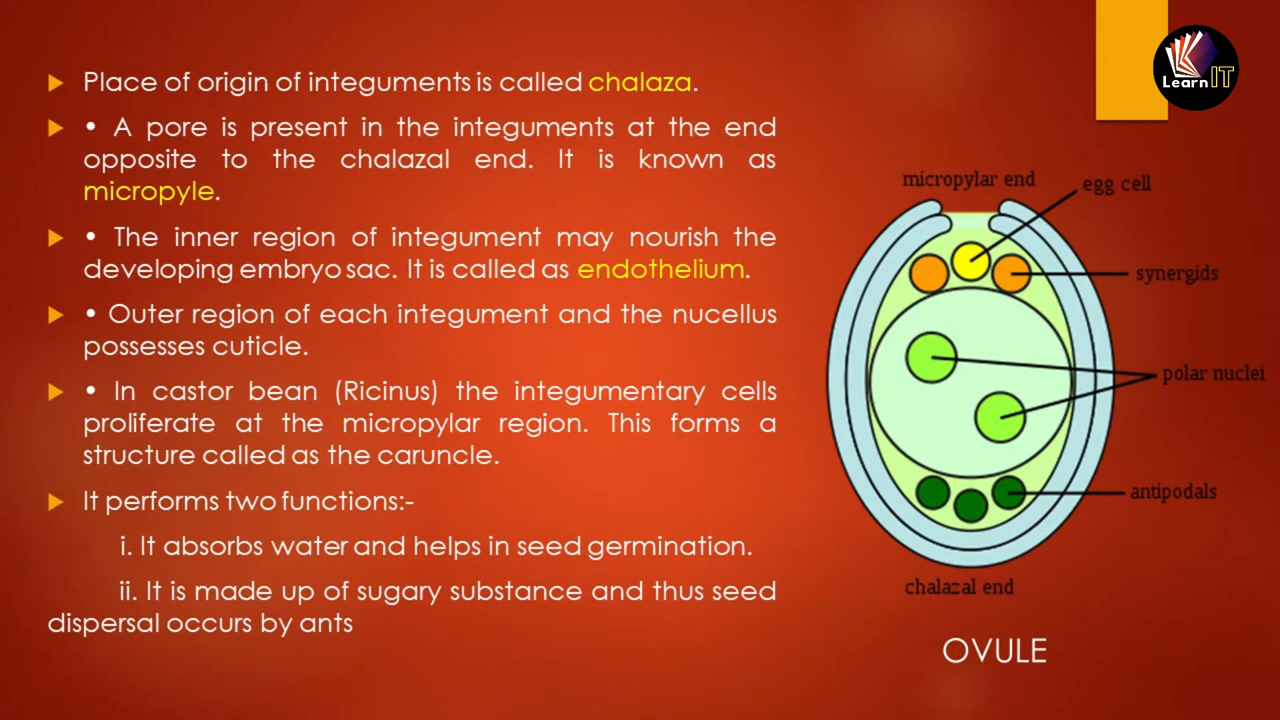 Place of origin of integuments is called chalaza.
• A pore is present in the integuments at the end
opposite to the chalazal end. It is known as
micropyle.
• The inner region of integument may nourish the
developing embryo sac. It is called as endothelium.
• Outer region of each integument and the nucellus
possesses cuticle.
• In castor bean (Ricinus) the integumentary cells
proliferate at the micropylar region. This forms a
structure called as the caruncle.
It performs two functions:-
i. It absorbs water and helps in seed germination.
ii. It is made up of sugary substance and thus seed
dispersal occurs by ants
Learn IT
micropylar end
egg cell
synergids
polar nuclei
antipodals
chalazal end
OVULE